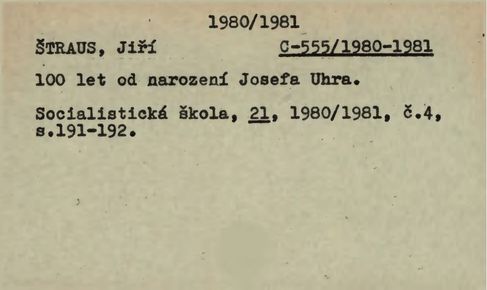 1980/1981
ŠTRAUS, Jiří C-555/1980-1981
100 let od narození Josefa Uhra.
Socialistická škola, 21, 1980/1981, č.4,
s.191-192.